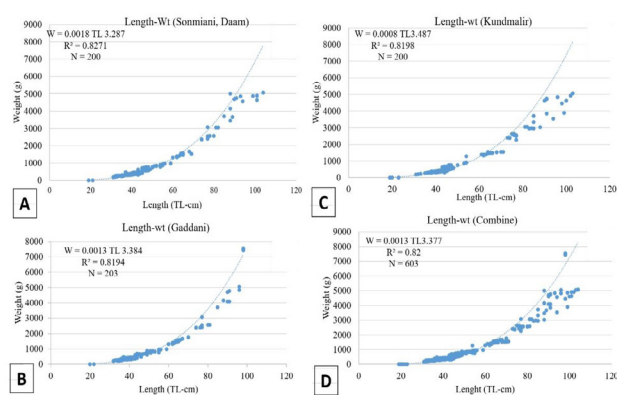 Length-Wt (Sonmiani, Daam)
W = 0.0018 TL 3.287
R² = 0.8271
N = 200
Weight (g)
9000
8000
7000
6000
5000
4000
3000
2000
1000
0
0 20 40 60 80 100 120
Length (TL-cm)
A
Length-wt (Kundmalir)
W = 0.0008 TL3.487
R² = 0.8198
N = 200
Weight (g)
9000
8000
7000
6000
5000
4000
3000
2000
1000
0
0 20 40 60 80 100 120
Length (TL-cm)
C
Length-wt (Gaddani)
W = 0.0013 TL 3.384
R² = 0.8194
N = 203
Weight (g)
8000
7000
6000
5000
4000
3000
2000
1000
0
0 20 40 60 80 100 120
Length (TL-cm)
B
Length-wt (Combine)
W = 0.0013 TL3.377
R² = 0.82
N = 603
Weight (g)
10000
9000
8000
7000
6000
5000
4000
3000
2000
1000
0
0 20 40 60 80 100 120
Lenght (TL-cm)
D